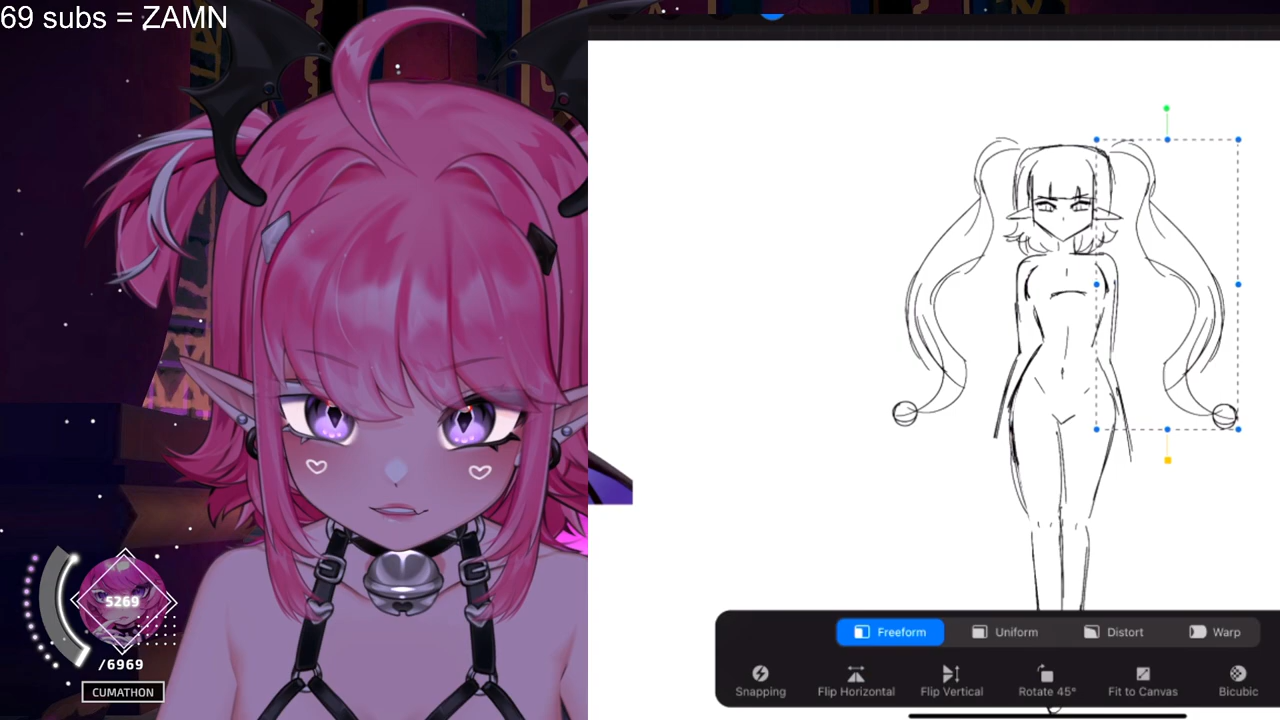 69 subs = ZAMN
5269
/6969
CUMATHON
Freeform
Uniform
Distort
Warp
Snapping
Flip Horizontal
Flip Vertical
Rotate 45°
Fit to Canvas
Bicubic